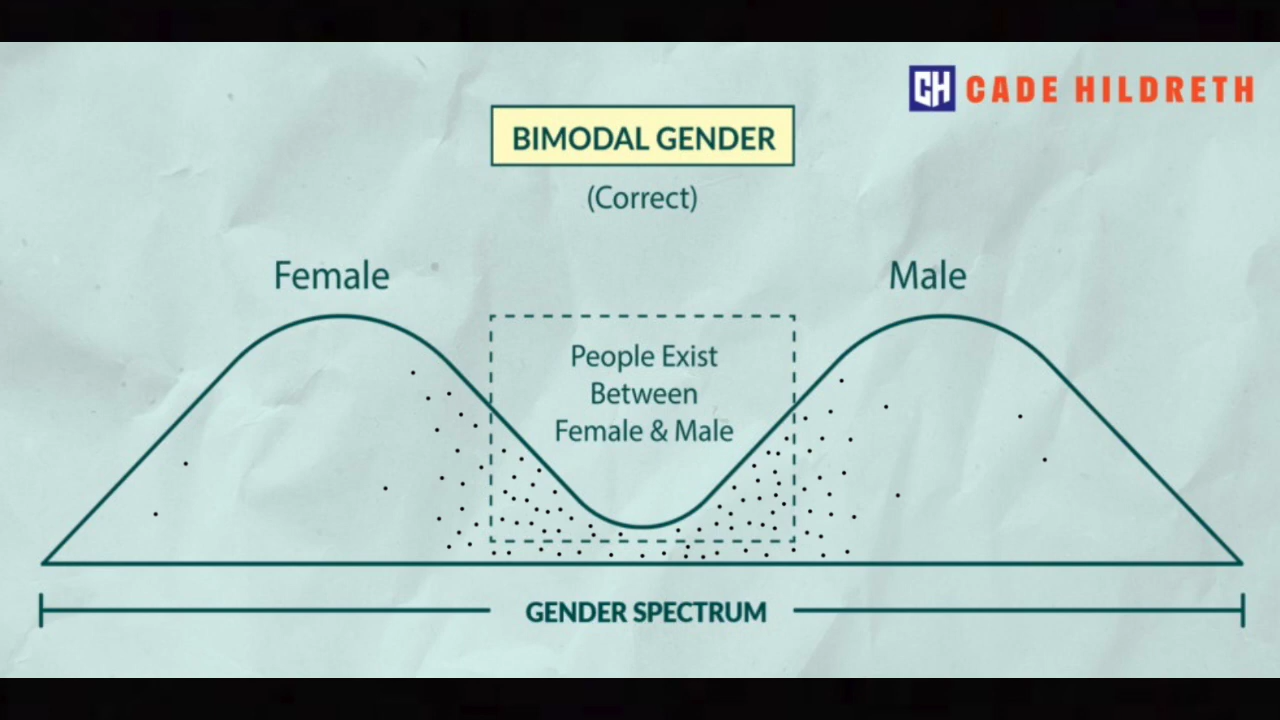 CH CADE HILDRETH
BIMODAL GENDER
(Correct)
Female
Male
People Exist
Between
Female & Male
GENDER SPECTRUM